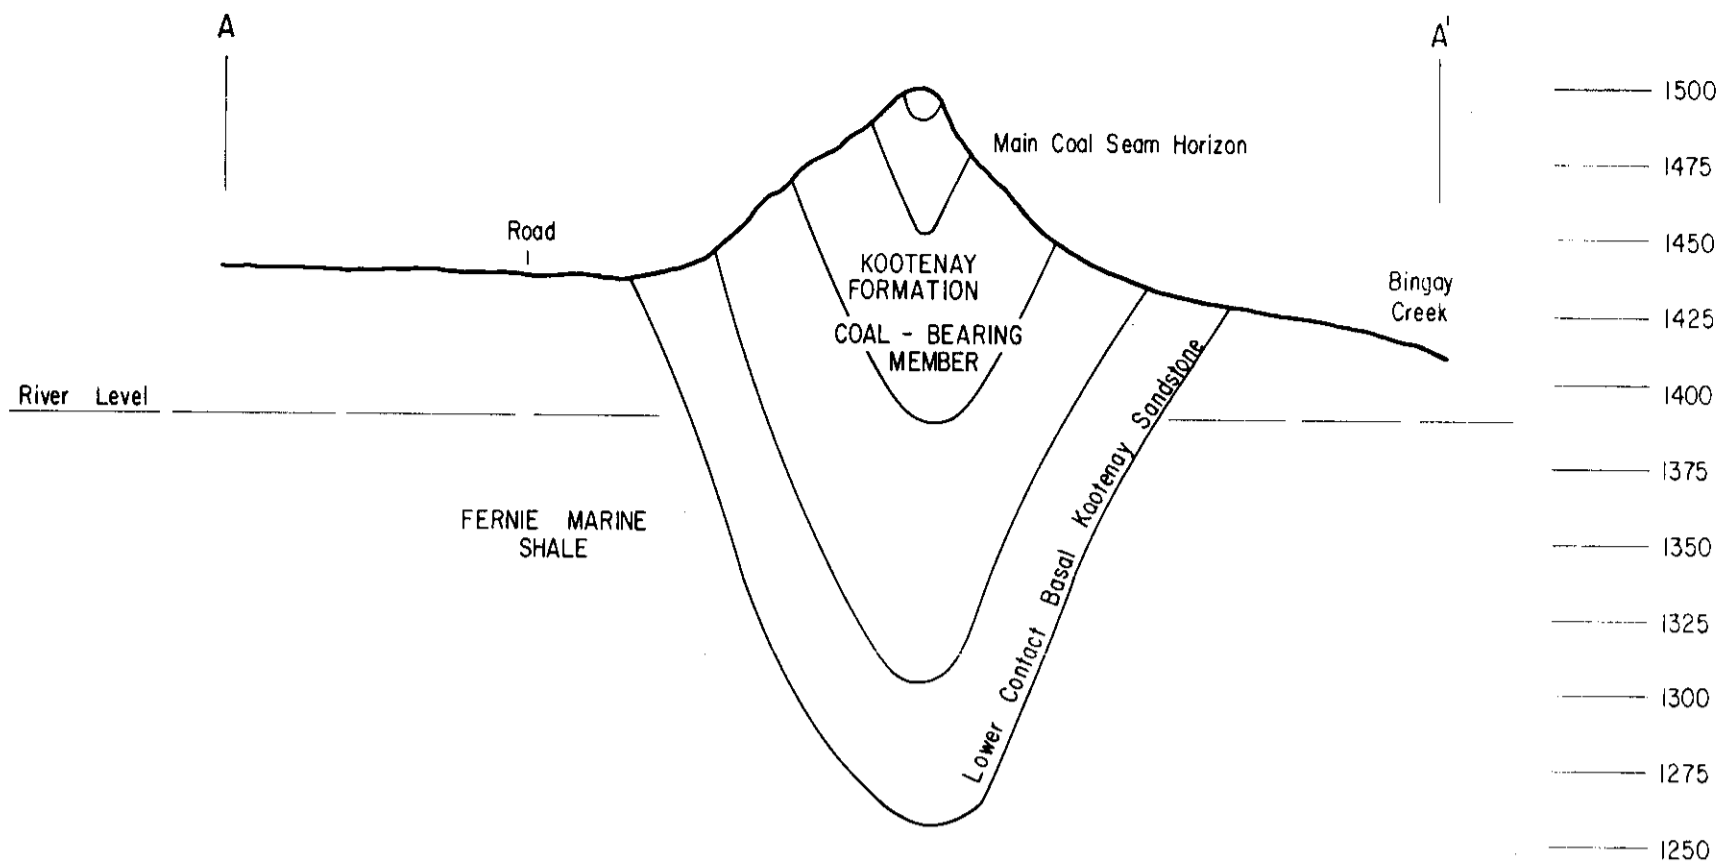 A
A'
1500
Main Coal Seam Horizon
1475
Road
1450
KOOTENAY
FORMATION
Bingay
Creek
1425
COAL - BEARING
MEMBER
River Level
1400
1375
FERNIE MARINE
SHALE
1350
Lower Contact Basal Kootenay Sandstone
1325
1300
1275
1250